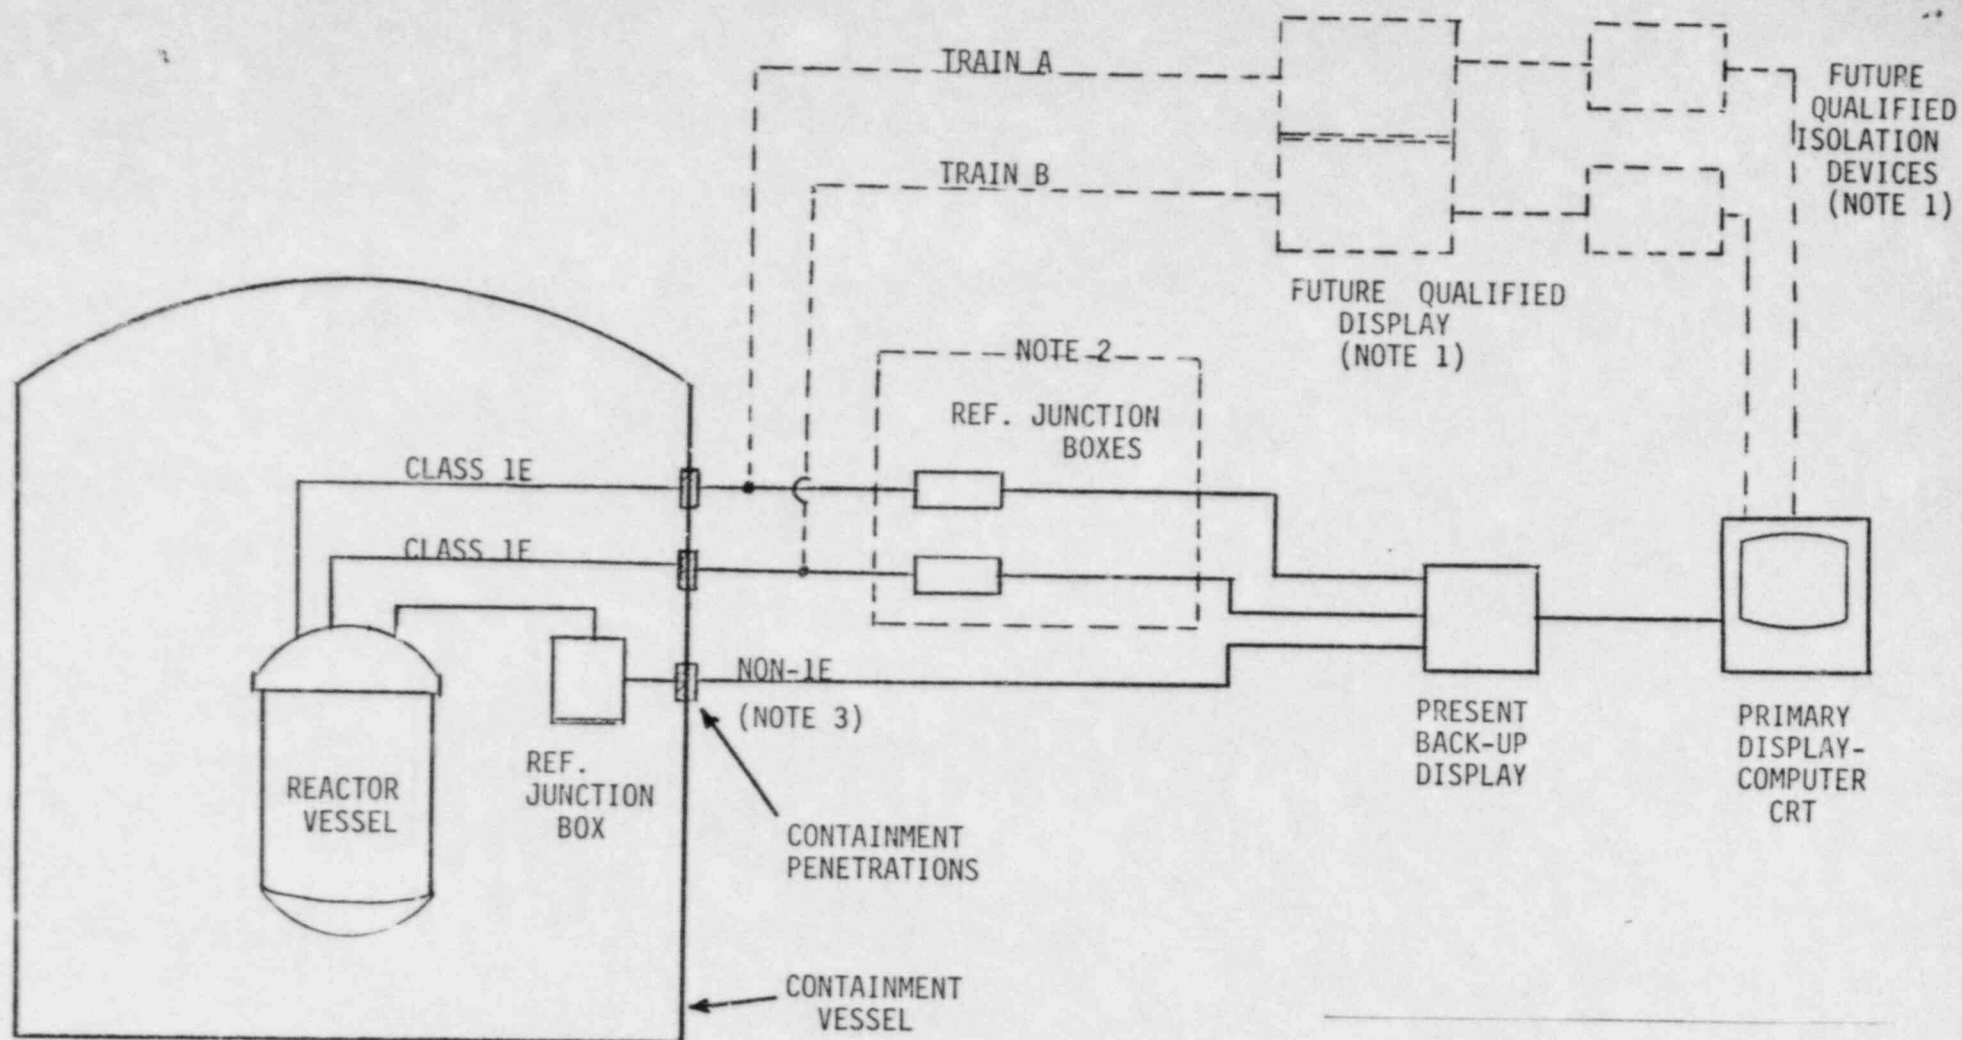 TRAIN A
FUTURE
QUALIFIED
ISOLATION
DEVICES
(NOTE 1)
TRAIN B
FUTURE QUALIFIED
DISPLAY
(NOTE 1)
NOTE 2
REF. JUNCTION
BOXES
CLASS 1E
CLASS 1E
NON-1E
(NOTE 3)
REF.
JUNCTION
BOX
REACTOR
VESSEL
PRESENT
BACK-UP
DISPLAY
PRIMARY
DISPLAY-
COMPUTER
CRT
CONTAINMENT
PENETRATIONS
CONTAINMENT
VESSEL